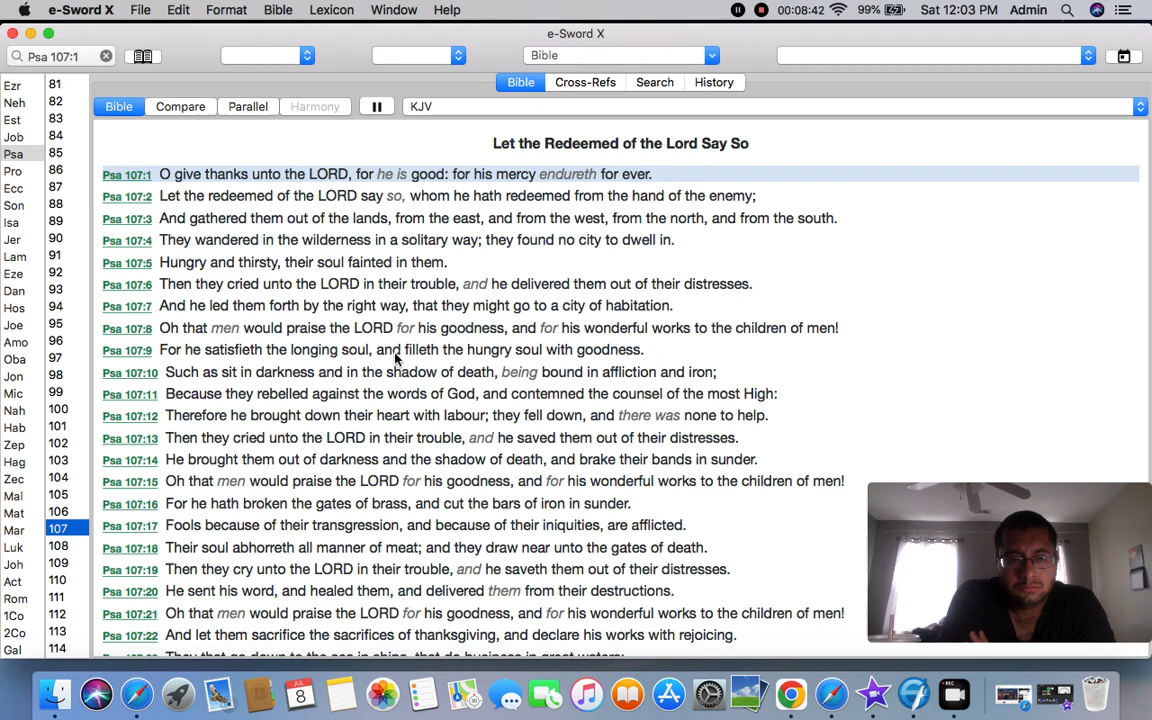 e-Sword X File Edit Format Bible Lexicon Window Help 00:08:42 99% Sat 12:03 PM Admin
e-Sword X
Psa 107:1 Bible
Bible Cross-Refs Search History
Bible Compare Parallel Harmony KJV
Let the Redeemed of the Lord Say So
Psa 107:1 O give thanks unto the LORD, for he is good: for his mercy endureth for ever.
Psa 107:2 Let the redeemed of the LORD say so, whom he hath redeemed from the hand of the enemy;
Psa 107:3 And gathered them out of the lands, from the east, and from the west, from the north, and from the south.
Psa 107:4 They wandered in the wilderness in a solitary way; they found no city to dwell in.
Psa 107:5 Hungry and thirsty, their soul fainted in them.
Psa 107:6 Then they cried unto the LORD in their trouble, and he delivered them out of their distresses.
Psa 107:7 And he led them forth by the right way, that they might go to a city of habitation.
Psa 107:8 Oh that men would praise the LORD for his goodness, and for his wonderful works to the children of men!
Psa 107:9 For he satisfieth the longing soul, and filleth the hungry soul with goodness.
Psa 107:10 Such as sit in darkness and in the shadow of death, being bound in affliction and iron;
Psa 107:11 Because they rebelled against the words of God, and contemned the counsel of the most High:
Psa 107:12 Therefore he brought down their heart with labour; they fell down, and there was none to help.
Psa 107:13 Then they cried unto the LORD in their trouble, and he saved them out of their distresses.
Psa 107:14 He brought them out of darkness and the shadow of death, and brake their bands in sunder.
Psa 107:15 Oh that men would praise the LORD for his goodness, and for his wonderful works to the children of men!
Psa 107:16 For he hath broken the gates of brass, and cut the bars of iron in sunder.
Psa 107:17 Fools because of their transgression, and because of their iniquities, are afflicted.
Psa 107:18 Their soul abhorreth all manner of meat; and they draw near unto the gates of death.
Psa 107:19 Then they cry unto the LORD in their trouble, and he saveth them out of their distresses.
Psa 107:20 He sent his word, and healed them, and delivered them from their destructions.
Psa 107:21 Oh that men would praise the LORD for his goodness, and for his wonderful works to the children of men!
Psa 107:22 And let them sacrifice the sacrifices of thanksgiving, and declare his works with rejoicing.
Ezr
Neh
Est
Job
Psa
Pro
Ecc
Son
Isa
Jer
Lam
Eze
Dan
Hos
Joe
Amo
Oba
Jon
Mic
Nah
Hab
Zep
Hag
Zec
Mal
Mat
Mar
Luk
Joh
Act
Rom
1Co
2Co
Gal
81
82
83
84
85
86
87
88
89
90
91
92
93
94
95
96
97
98
99
100
101
102
103
104
105
106
107
108
109
110
111
112
113
114
8
REC